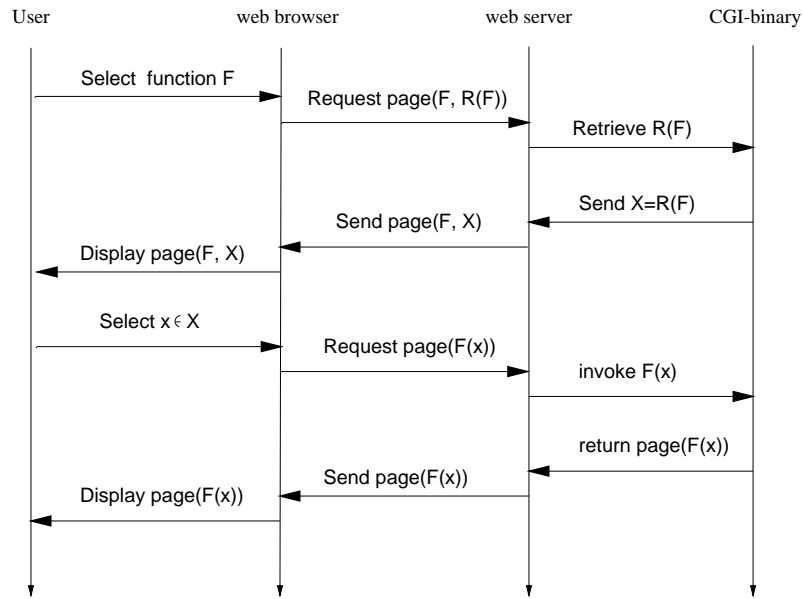 User
web browser
web server
CGI-binary
Select function F
Request page(F, R(F))
Retrieve R(F)
Send X=R(F)
Send page(F, X)
Display page(F, X)
Select x ∈ X
Request page(F(x))
invoke F(x)
return page(F(x))
Send page(F(x))
Display page(F(x))